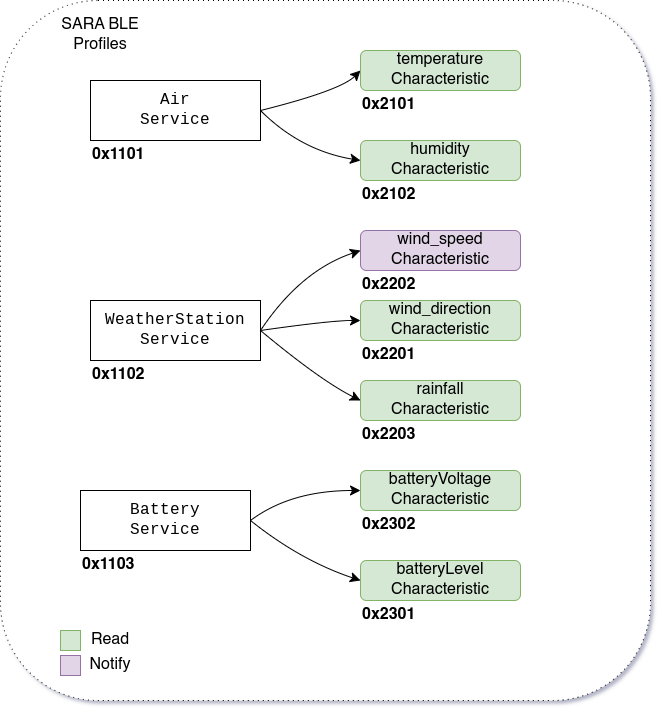 SARA BLE
Profiles
Air
Service
0x1101
temperature
Characteristic
0x2101
humidity
Characteristic
0x2102
WeatherStation
Service
0x1102
wind_speed
Characteristic
0x2202
wind_direction
Characteristic
0x2201
rainfall
Characteristic
0x2203
Battery
Service
0x1103
batteryVoltage
Characteristic
0x2302
batteryLevel
Characteristic
0x2301
Read
Notify